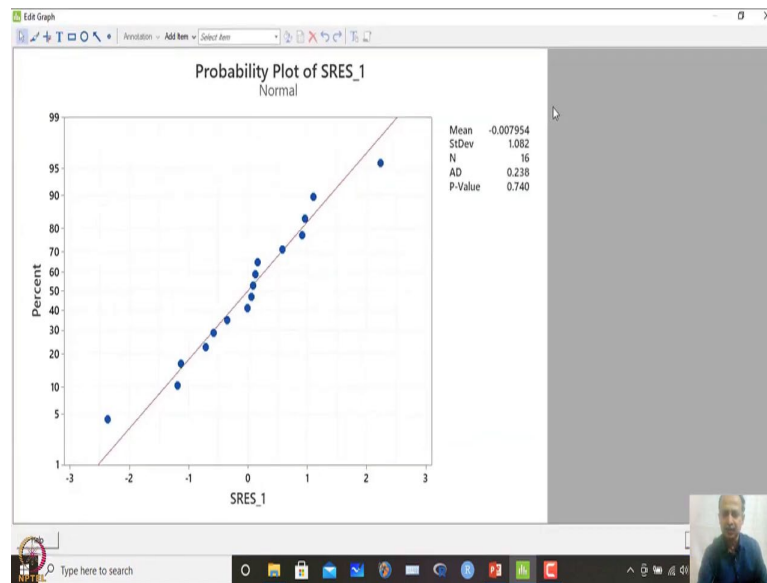 Edit Graph
T Annotation Add Item Select Item
Probability Plot of SRES_1
Normal
99
95
90
80
70
60
50
40
30
20
10
5
1
Percent
-3 -2 -1 0 1 2 3
SRES_1
Mean -0.007954
StDev 1.082
N 16
AD 0.238
P-Value 0.740
Type here to search
NPTEL